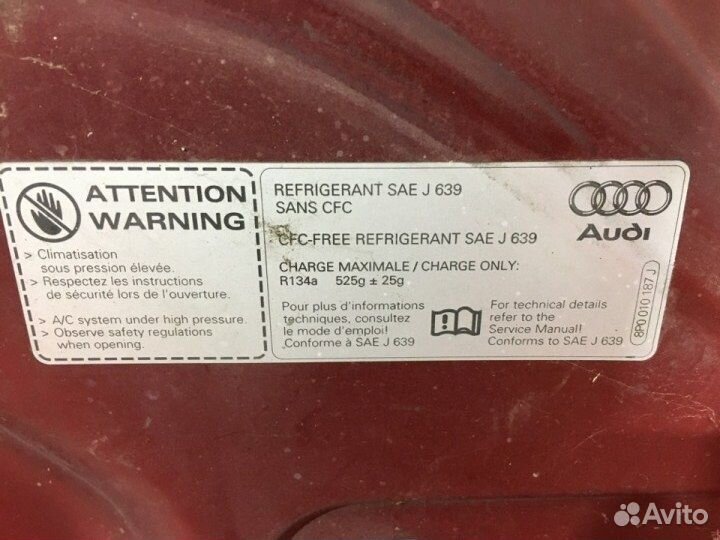 ATTENTION
WARNING
> Climatisation
sous pression élevée.
> Respectez les instructions
de sécurité lors de l'ouverture.
> A/C system under high pressure.
> Observe safety regulations
when opening.
REFRIGERANT SAE J 639
SANS CFC
CFC-FREE REFRIGERANT SAE J 639
CHARGE MAXIMALE / CHARGE ONLY:
R134a 525g ± 25g
Pour plus d'informations
techniques, consultez
le mode d'emploi!
Conforme à SAE J 639
For technical details
refer to the
Service Manual!
Conforms to SAE J 639
Audi
8P0 010 187 J
Avito